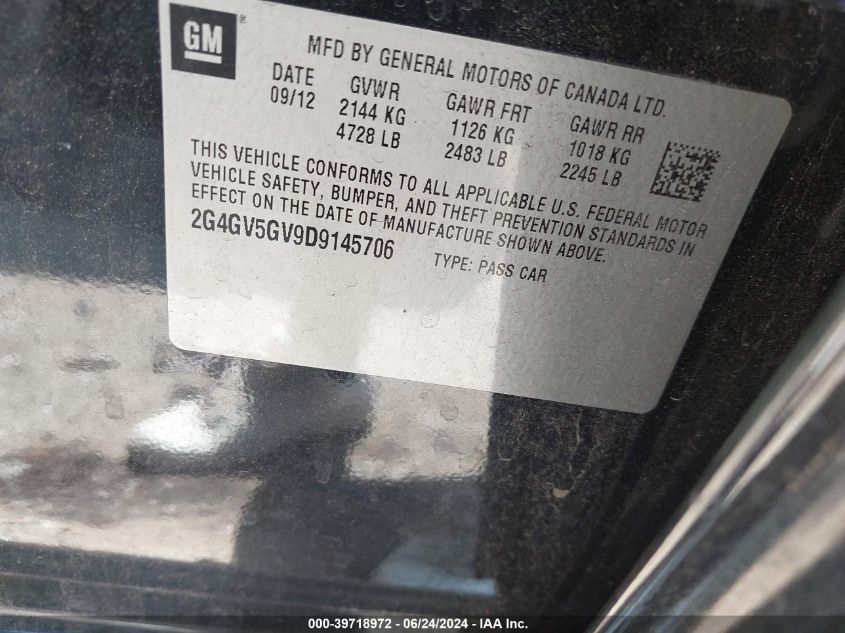 GM®
MFD BY GENERAL MOTORS OF CANADA LTD.
DATE GVWR GAWR FRT GAWR RR
09/12 2144 KG 1126 KG 1018 KG
4728 LB 2483 LB 2245 LB
THIS VEHICLE CONFORMS TO ALL APPLICABLE U.S. FEDERAL MOTOR
VEHICLE SAFETY, BUMPER, AND THEFT PREVENTION STANDARDS IN
EFFECT ON THE DATE OF MANUFACTURE SHOWN ABOVE.
2G4GV5GV9D9145706 TYPE: PASS CAR
000-39718972 / 06/24/2024 - IAA Inc.